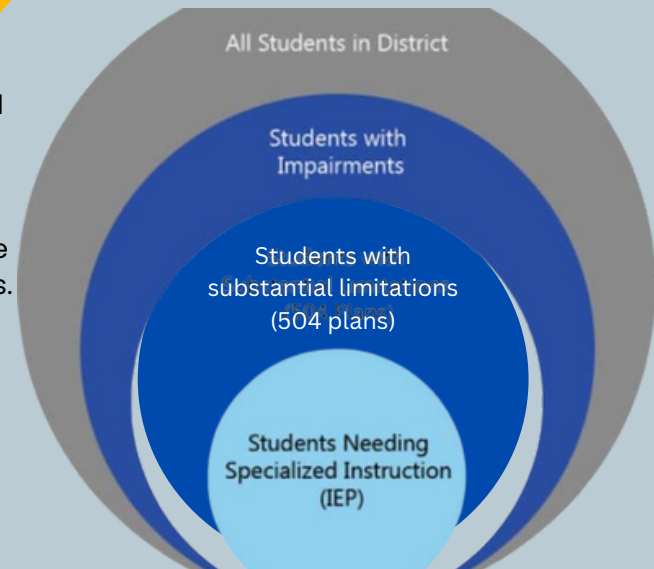 All Students in District
Students with
Impairments
Students with
substantial limitations
(504 plans)
Students Needing
Specialized Instruction
(IEP)